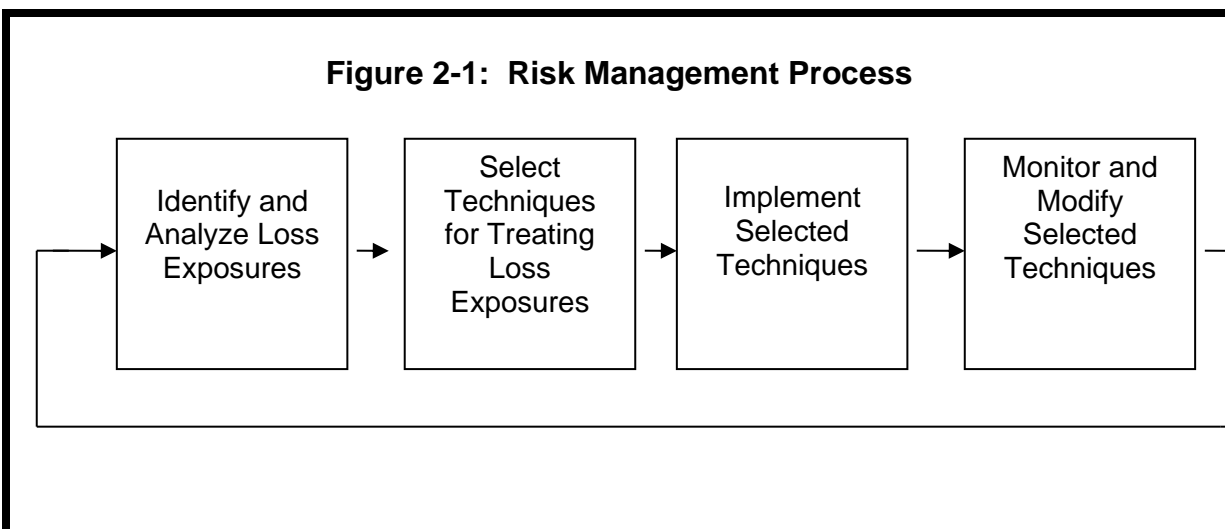 Figure 2-1:  Risk Management Process
Identify and
Analyze Loss
Exposures
Select
Techniques
for Treating
Loss
Exposures
Implement
Selected
Techniques
Monitor and
Modify
Selected
Techniques